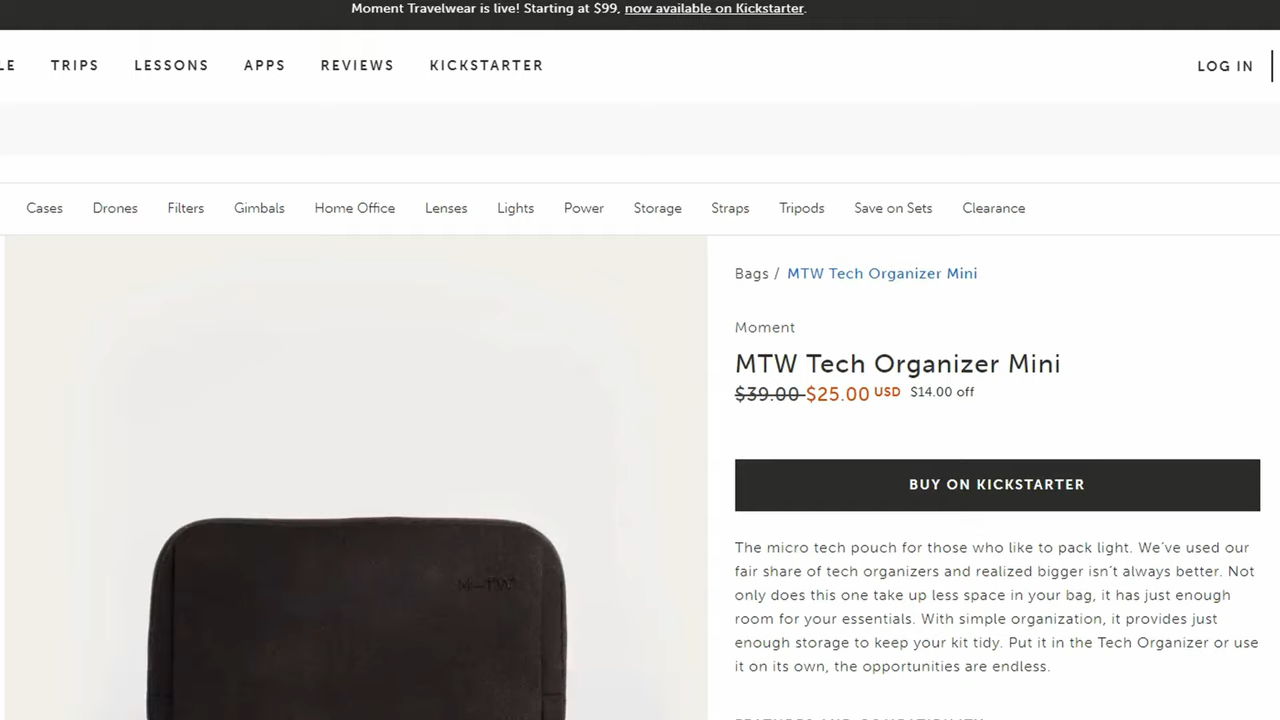 Moment Travelwear is live! Starting at $99, now available on Kickstarter.
LE TRIPS LESSONS APPS REVIEWS KICKSTARTER LOG IN
Cases Drones Filters Gimbals Home Office Lenses Lights Power Storage Straps Tripods Save on Sets Clearance
Bags / MTW Tech Organizer Mini
Moment
MTW Tech Organizer Mini
$39.00 $25.00 USD $14.00 off
BUY ON KICKSTARTER
The micro tech pouch for those who like to pack light. We’ve used our
fair share of tech organizers and realized bigger isn’t always better. Not
only does this one take up less space in your bag, it has just enough
room for your essentials. With simple organization, it provides just
enough storage to keep your kit tidy. Put it in the Tech Organizer or use
it on its own, the opportunities are endless.
M—TW
FEATURES AND COMPATIBILITY